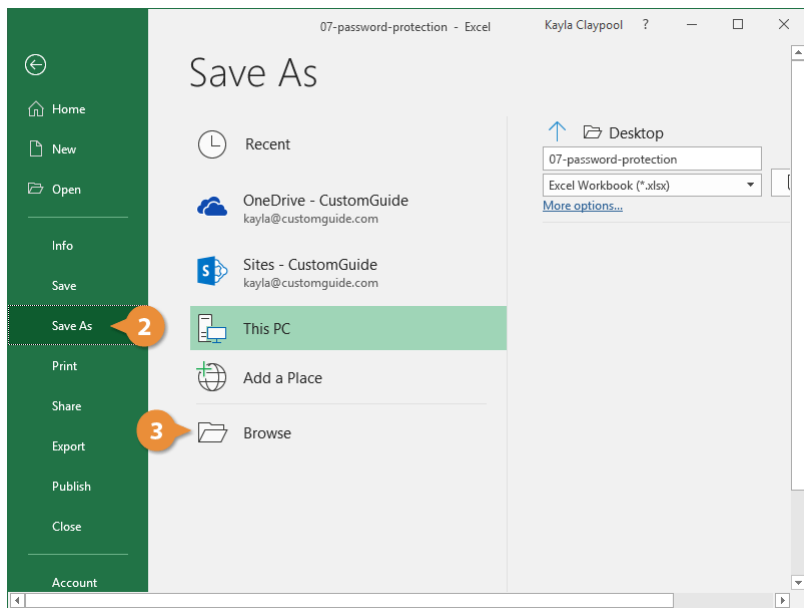 07-password-protection - Excel
Kayla Claypool
?
Save As
Home
New
Open
Info
Save
Save As
2
Print
Share
Export
Publish
Close
Account
Recent
OneDrive - CustomGuide
kayla@customguide.com
S
Sites - CustomGuide
kayla@customguide.com
This PC
Add a Place
3
Browse
Desktop
07-password-protection
Excel Workbook (*.xlsx)
More options...